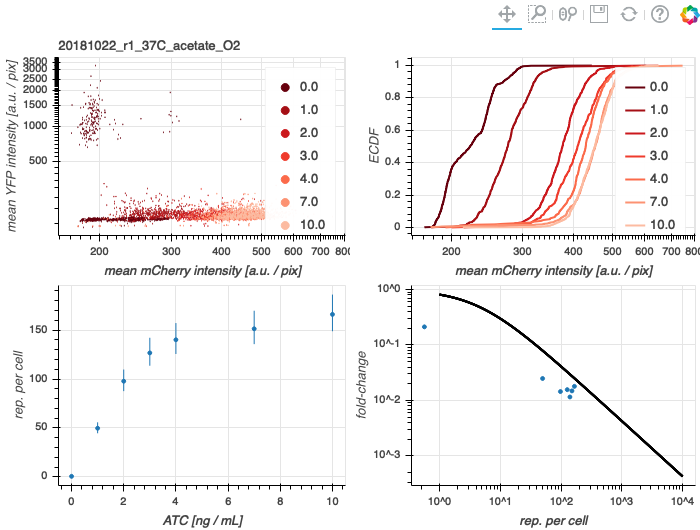 20181022_r1_37C_acetate_O2
mean YFP intensity [a.u. / pix]
3500
3000
2500
2000
1500
1000
500
0.0
1.0
2.0
3.0
4.0
7.0
10.0
200 300 400 500 600 700 800
mean mCherry intensity [a.u. / pix]
ECDF
1
0.8
0.6
0.4
0.2
0
0.0
1.0
2.0
3.0
4.0
7.0
10.0
200 300 400 500 600 700 800
mean mCherry intensity [a.u. / pix]
rep. per cell
150
100
50
0
0 2 4 6 8 10
ATC [ng / mL]
fold-change
10^0
10^-1
10^-2
10^-3
10^0 10^1 10^2 10^3 10^4
rep. per cell